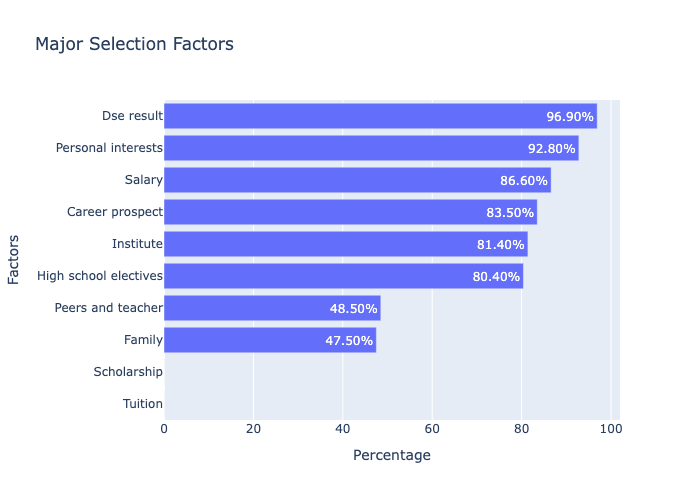 Major Selection Factors
Factors
Dse result 96.90%
Personal interests 92.80%
Salary 86.60%
Career prospect 83.50%
Institute 81.40%
High school electives 80.40%
Peers and teacher 48.50%
Family 47.50%
Scholarship
Tuition
0 20 40 60 80 100
Percentage